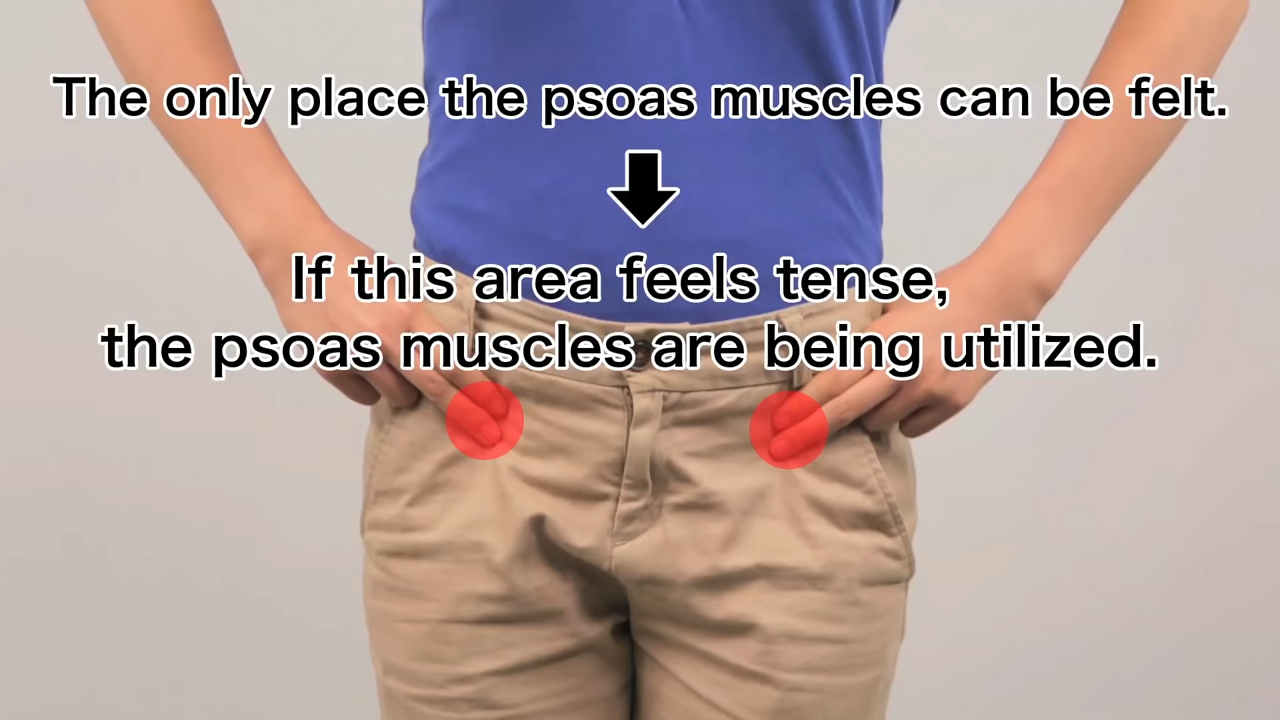 The only place the psoas muscles can be felt.
If this area feels tense,
the psoas muscles are being utilized.